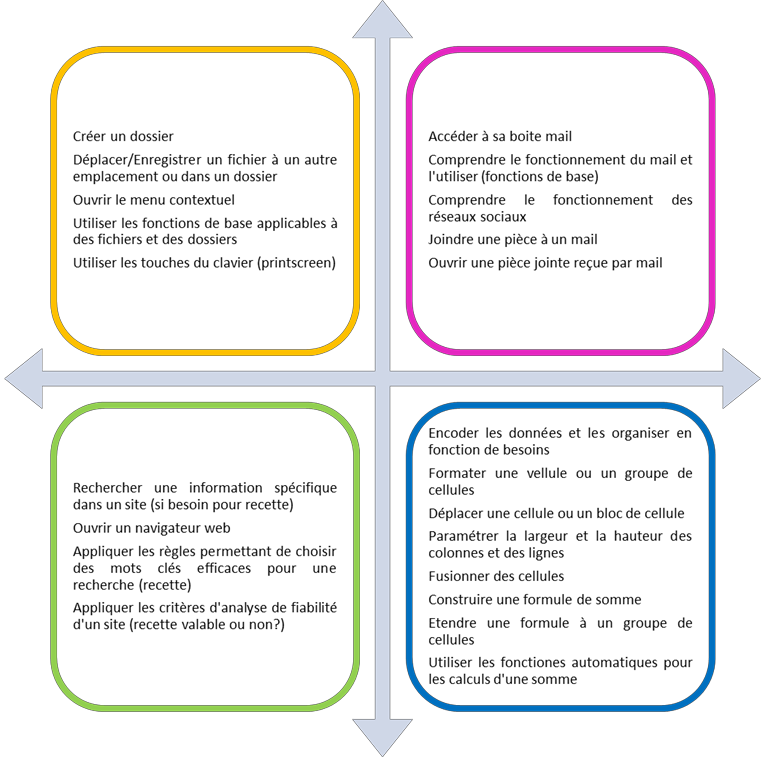 Créer un dossier
Déplacer/Enregistrer un fichier à un autre
emplacement ou dans un dossier
Ouvrir le menu contextuel
Utiliser les fonctions de base applicables à
des fichiers et des dossiers
Utiliser les touches du clavier (printscreen)
Accéder à sa boite mail
Comprendre le fonctionnement du mail et
l'utiliser (fonctions de base)
Comprendre le fonctionnement des
réseaux sociaux
Joindre une pièce à un mail
Ouvrir une pièce jointe reçue par mail
Rechercher une information spécifique
dans un site (si besoin pour recette)
Ouvrir un navigateur web
Appliquer les règles permettant de choisir
des mots clés efficaces pour une
recherche (recette)
Appliquer les critères d'analyse de fiabilité
d'un site (recette valable ou non?)
Encoder les données et les organiser en
fonction de besoins
Formater une vellule ou un groupe de
cellules
Déplacer une cellule ou un bloc de cellule
Paramétrer la largeur et la hauteur des
colonnes et des lignes
Fusionner des cellules
Construire une formule de somme
Etendre une formule à un groupe de
cellules
Utiliser les fonctiones automatiques pour
les calculs d'une somme